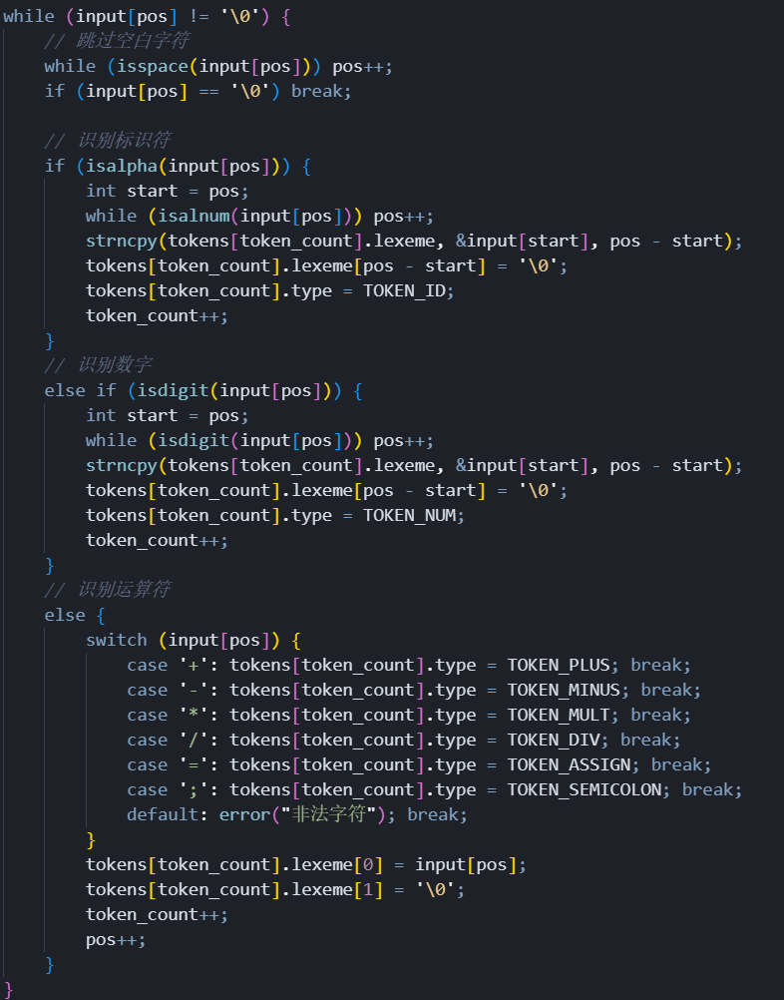 while (input[pos] != '\0') {
    // 跳过空白字符
    while (isspace(input[pos])) pos++;
    if (input[pos] == '\0') break;

    // 识别标识符
    if (isalpha(input[pos])) {
        int start = pos;
        while (isalnum(input[pos])) pos++;
        strncpy(tokens[token_count].lexeme, &input[start], pos - start);
        tokens[token_count].lexeme[pos - start] = '\0';
        tokens[token_count].type = TOKEN_ID;
        token_count++;
    }
    // 识别数字
    else if (isdigit(input[pos])) {
        int start = pos;
        while (isdigit(input[pos])) pos++;
        strncpy(tokens[token_count].lexeme, &input[start], pos - start);
        tokens[token_count].lexeme[pos - start] = '\0';
        tokens[token_count].type = TOKEN_NUM;
        token_count++;
    }
    // 识别运算符
    else {
        switch (input[pos]) {
            case '+': tokens[token_count].type = TOKEN_PLUS; break;
            case '-': tokens[token_count].type = TOKEN_MINUS; break;
            case '*': tokens[token_count].type = TOKEN_MULT; break;
            case '/': tokens[token_count].type = TOKEN_DIV; break;
            case '=': tokens[token_count].type = TOKEN_ASSIGN; break;
            case ';': tokens[token_count].type = TOKEN_SEMICOLON; break;
            default: error("非法字符"); break;
        }
        tokens[token_count].lexeme[0] = input[pos];
        tokens[token_count].lexeme[1] = '\0';
        token_count++;
        pos++;
    }
}